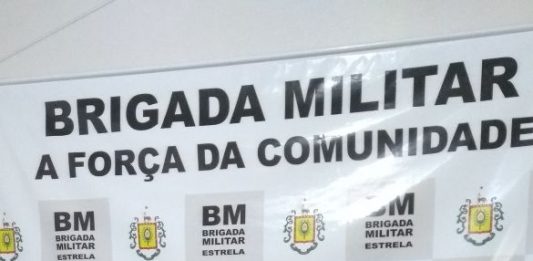 BRIGADA MILITAR
A FORÇA DA COMUNIDADE
BM
BRIGADA
MILITAR
ESTRELA
BM
BRIGADA
MILITAR
ESTRELA
BM
BRIGADA
MILITAR
ESTRELA